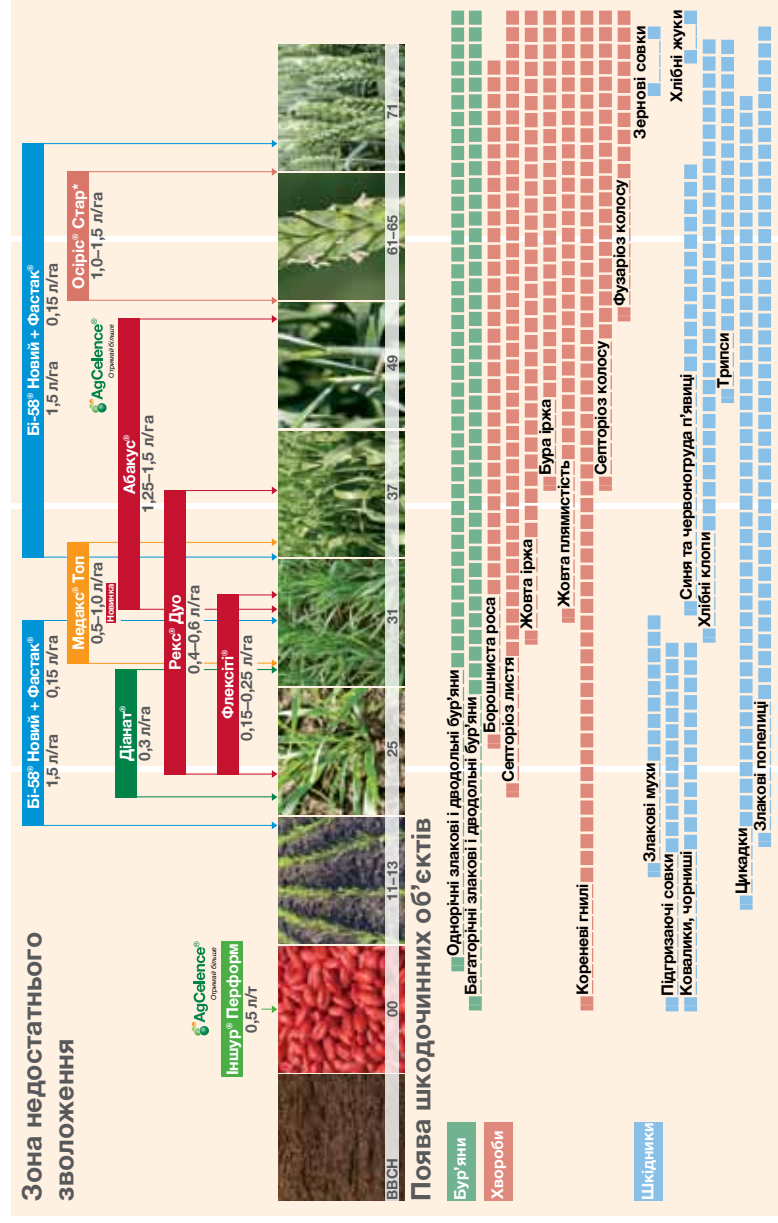 Зона недостатнього
зволоження
Бі-58® Новий + Фастак®
1,5 л/га
0,15 л/га
Бі-58® Новий + Фастак®
1,5 л/га
0,15 л/га
Медакс® Топ
0,5–1,0 л/га
Осіріс® Стар*
1,0–1,5 л/га
AgCelence®
Отримай більше
Діанат®
0,3 л/га
Новинка
Абакус®
1,25–1,5 л/га
Рекс® Дуо
0,4–0,6 л/га
AgCelence®
Отримай більше
Іншур® Перформ
0,5 л/т
Флексіті®
0,15–0,25 л/га
BBCH
00
11–13
25
31
37
49
61–65
71
Поява шкодочинних об’єктів
Бур’яни
Однорічні злакові і дводольні бур’яни
Багаторічні злакові і дводольні бур’яни
Хвороби
Борошниста роса
Септоріоз листя
Жовта іржа
Бура іржа
Жовта плямистість
Кореневі гнилі
Септоріоз колосу
Фузаріоз колосу
Шкідники
Злакові мухи
Зернові совки
Підгризаючі совки
Ковалики, чорниші
Синя та червоногруда п’явиці
Хлібні жуки
Хлібні клопи
Трипси
Цикадки
Злакові попелиці